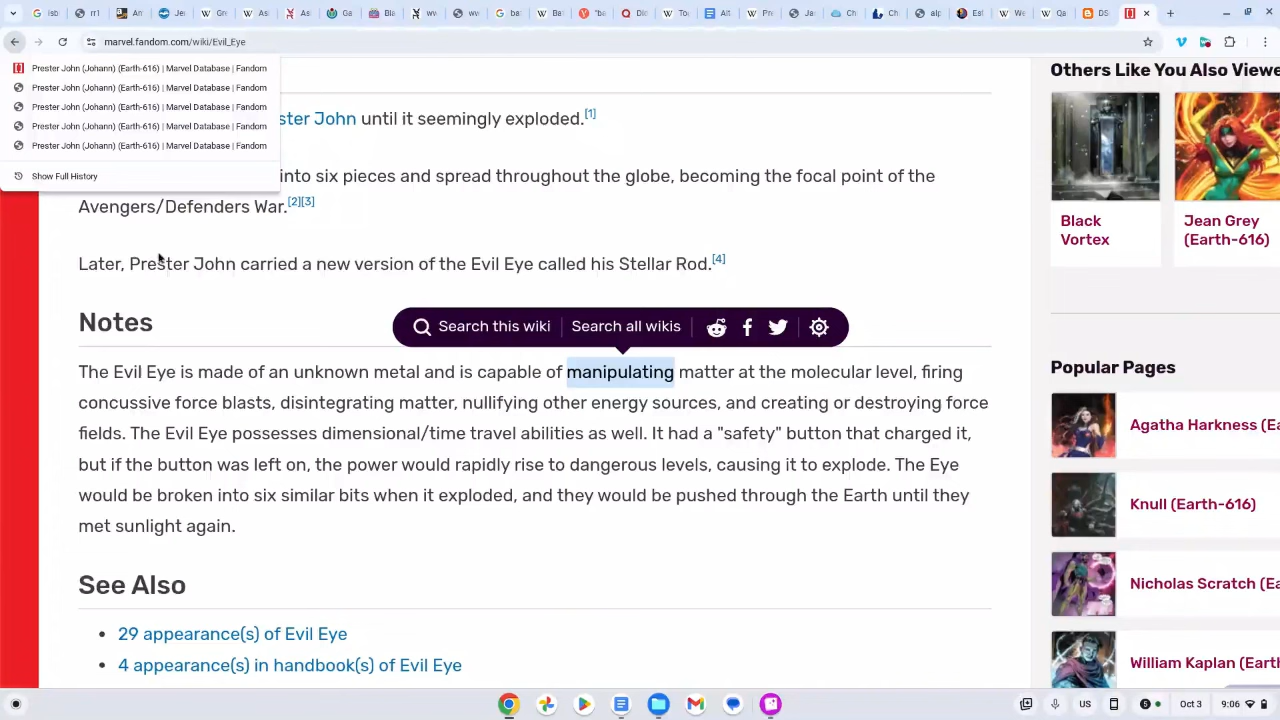 marvel.fandom.com/wiki/Evil_Eye
Prester John (Johann) (Earth-616) | Marvel Database | Fandom
Prester John (Johann) (Earth-616) | Marvel Database | Fandom
Prester John (Johann) (Earth-616) | Marvel Database | Fandom
Prester John (Johann) (Earth-616) | Marvel Database | Fandom
Prester John (Johann) (Earth-616) | Marvel Database | Fandom
Show Full History
ster John until it seemingly exploded.[1]
into six pieces and spread throughout the globe, becoming the focal point of the
Avengers/Defenders War.[2][3]
Later, Prester John carried a new version of the Evil Eye called his Stellar Rod.[4]
Notes
Search this wiki
Search all wikis
The Evil Eye is made of an unknown metal and is capable of manipulating matter at the molecular level, firing
concussive force blasts, disintegrating matter, nullifying other energy sources, and creating or destroying force
fields. The Evil Eye possesses dimensional/time travel abilities as well. It had a "safety" button that charged it,
but if the button was left on, the power would rapidly rise to dangerous levels, causing it to explode. The Eye
would be broken into six similar bits when it exploded, and they would be pushed through the Earth until they
met sunlight again.
See Also
• 29 appearance(s) of Evil Eye
• 4 appearance(s) in handbook(s) of Evil Eye
Others Like You Also Viewe
Black
Vortex
Jean Grey
(Earth-616)
Popular Pages
Agatha Harkness (Ea
Knull (Earth-616)
Nicholas Scratch (Ea
William Kaplan (Earth
US
5
Oct 3
9:06